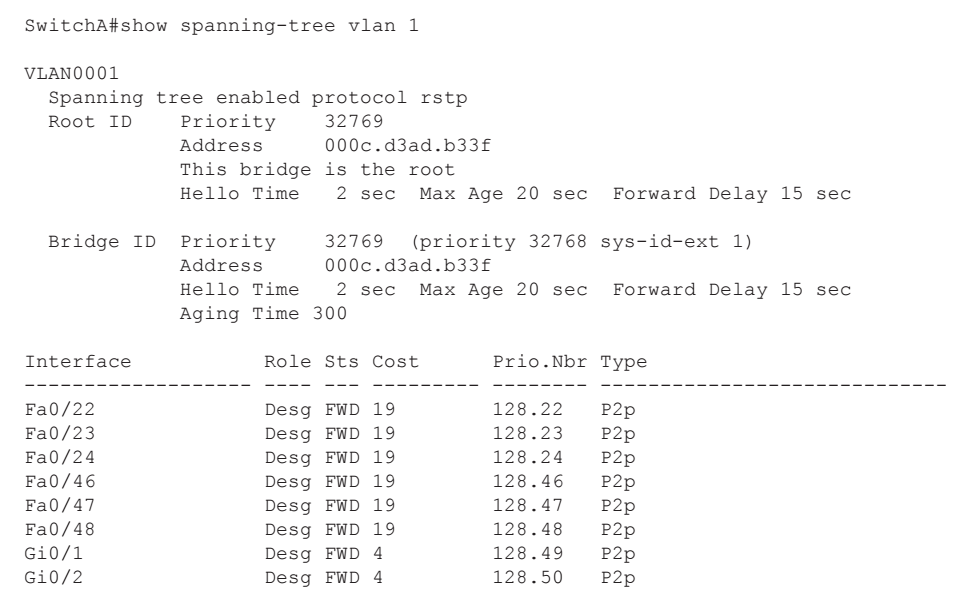 SwitchA#show spanning-tree vlan 1
VLAN0001
Spanning tree enabled protocol rstp
Root ID Priority 32769
Address 000c.d3ad.b33f
This bridge is the root
Hello Time 2 sec Max Age 20 sec Forward Delay 15 sec
Bridge ID Priority 32769 (priority 32768 sys-id-ext 1)
Address 000c.d3ad.b33f
Hello Time 2 sec Max Age 20 sec Forward Delay 15 sec
Aging Time 300
Interface Role Sts Cost Prio.Nbr Type
------------------- ---- --- --------- -------- -----------------------------
Fa0/22 Desg FWD 19 128.22 P2p
Fa0/23 Desg FWD 19 128.23 P2p
Fa0/24 Desg FWD 19 128.24 P2p
Fa0/46 Desg FWD 19 128.46 P2p
Fa0/47 Desg FWD 19 128.47 P2p
Fa0/48 Desg FWD 19 128.48 P2p
Gi0/1 Desg FWD 4 128.49 P2p
Gi0/2 Desg FWD 4 128.50 P2p